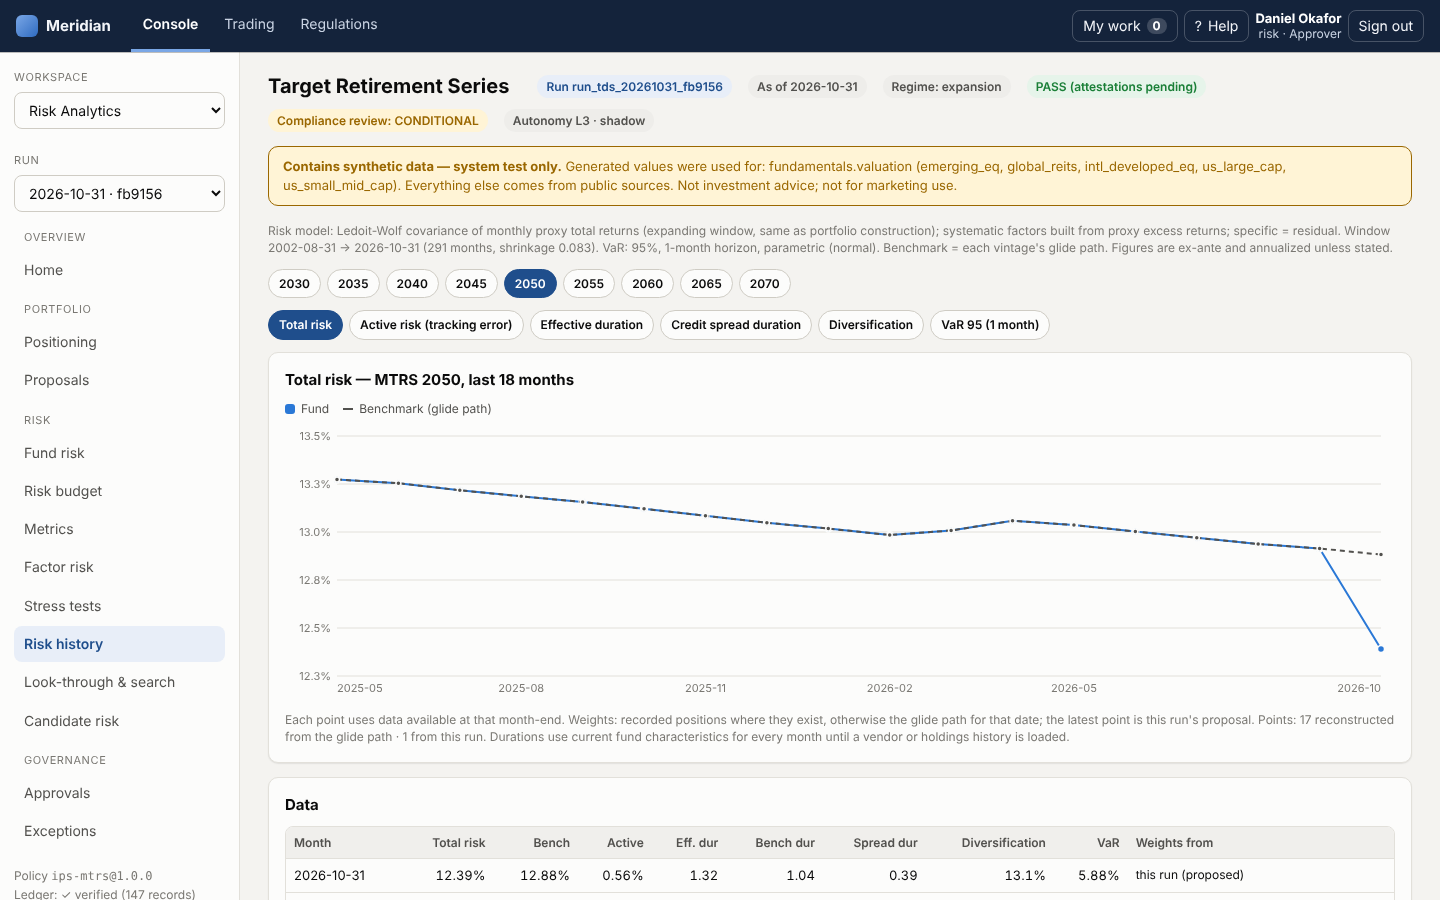 Meridian
Console
Trading
Regulations
My work 0
? Help
Daniel Okafor
risk · Approver
Sign out
WORKSPACE
Risk Analytics
RUN
2026-10-31 · fb9156
OVERVIEW
Home
PORTFOLIO
Positioning
Proposals
RISK
Fund risk
Risk budget
Metrics
Factor risk
Stress tests
Risk history
Look-through & search
Candidate risk
GOVERNANCE
Approvals
Exceptions
Policy ips-mtrs@1.0.0
Ledger: ✓ verified (147 records)
Target Retirement Series
Run run_tds_20261031_fb9156
As of 2026-10-31
Regime: expansion
PASS (attestations pending)
Compliance review: CONDITIONAL
Autonomy L3 · shadow
Contains synthetic data — system test only. Generated values were used for: fundamentals.valuation (emerging_eq, global_reits, intl_developed_eq, us_large_cap,
us_small_mid_cap). Everything else comes from public sources. Not investment advice; not for marketing use.
Risk model: Ledoit-Wolf covariance of monthly proxy total returns (expanding window, same as portfolio construction); systematic factors built from proxy excess returns; specific = residual. Window
2002-08-31 → 2026-10-31 (291 months, shrinkage 0.083). VaR: 95%, 1-month horizon, parametric (normal). Benchmark = each vintage's glide path. Figures are ex-ante and annualized unless stated.
2030 2035 2040 2045 2050 2055 2060 2065 2070
Total risk
Active risk (tracking error)
Effective duration
Credit spread duration
Diversification
VaR 95 (1 month)
Total risk — MTRS 2050, last 18 months
Fund
Benchmark (glide path)
13.5%
13.3%
13.0%
12.8%
12.5%
12.3%
2025-05 2025-08 2025-11 2026-02 2026-05 2026-10
Each point uses data available at that month-end. Weights: recorded positions where they exist, otherwise the glide path for that date; the latest point is this run's proposal. Points: 17 reconstructed
from the glide path · 1 from this run. Durations use current fund characteristics for every month until a vendor or holdings history is loaded.
Data
Month Total risk Bench Active Eff. dur Bench dur Spread dur Diversification VaR Weights from
2026-10-31 12.39% 12.88% 0.56% 1.32 1.04 0.39 13.1% 5.88% this run (proposed)